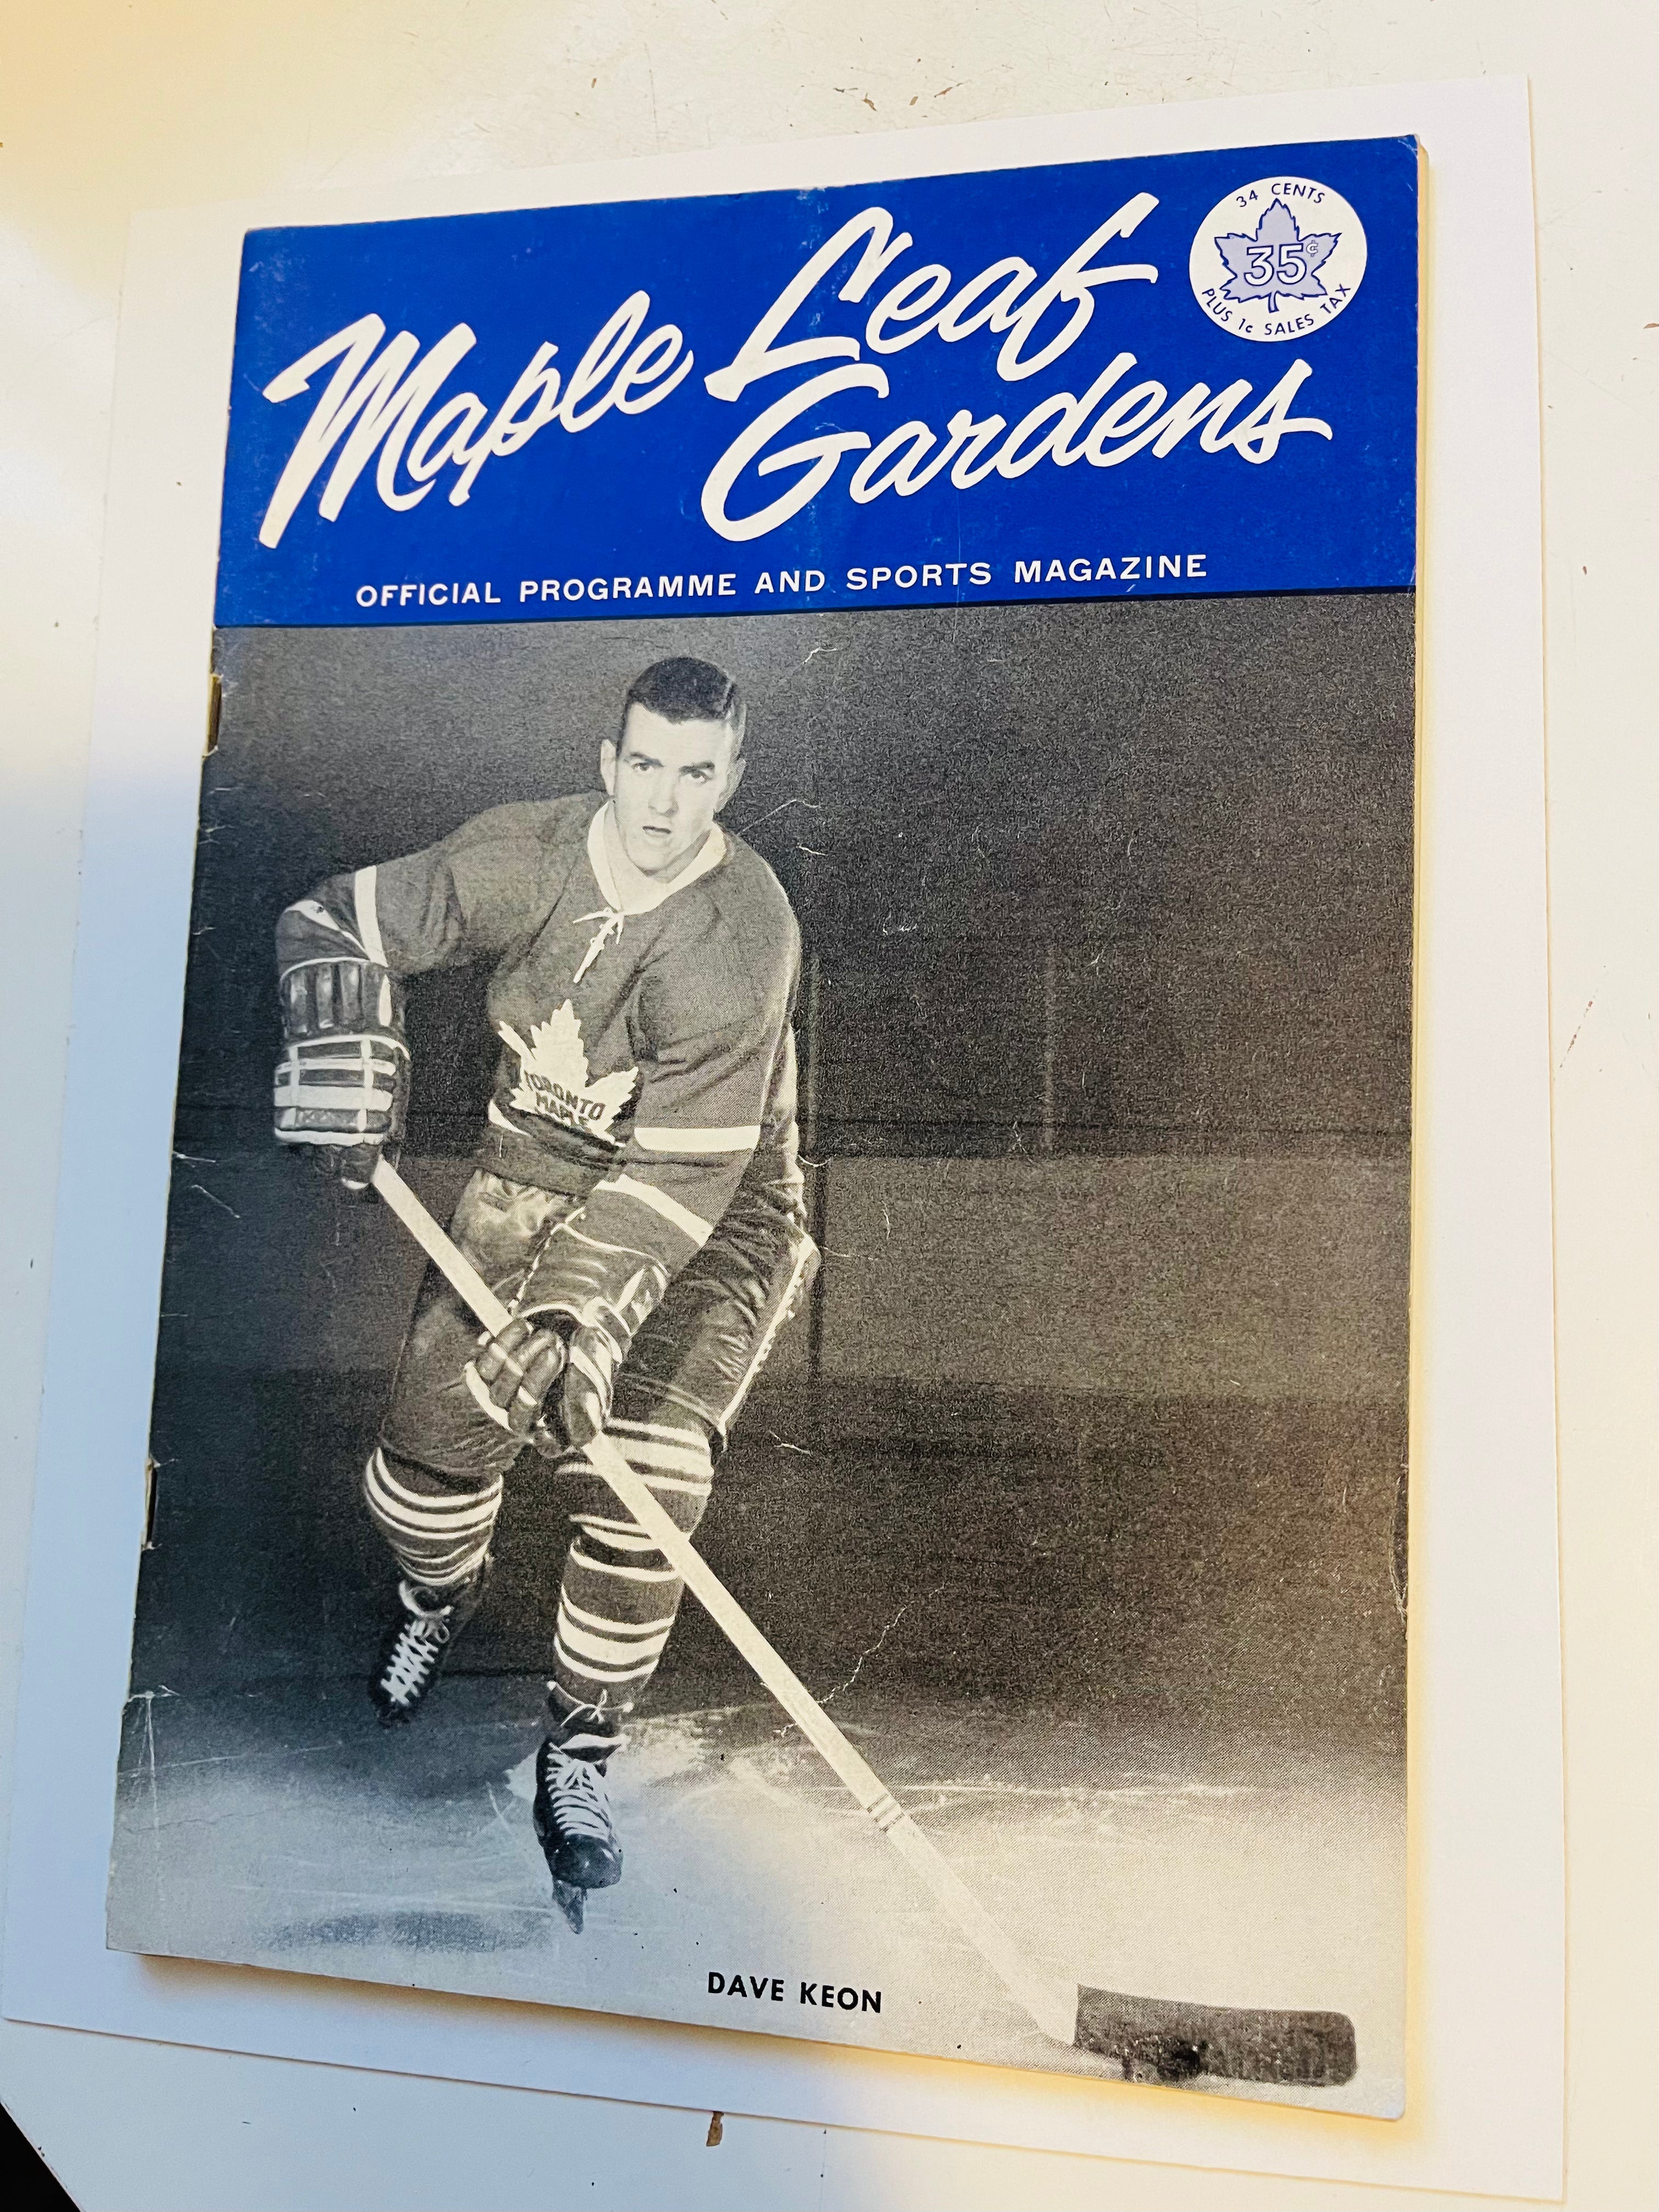 34 CENTS
35¢
PLUS 1c SALES TAX
Maple Leaf
Gardens
OFFICIAL PROGRAMME AND SPORTS MAGAZINE
TORONTO
MAPLE
DAVE KEON